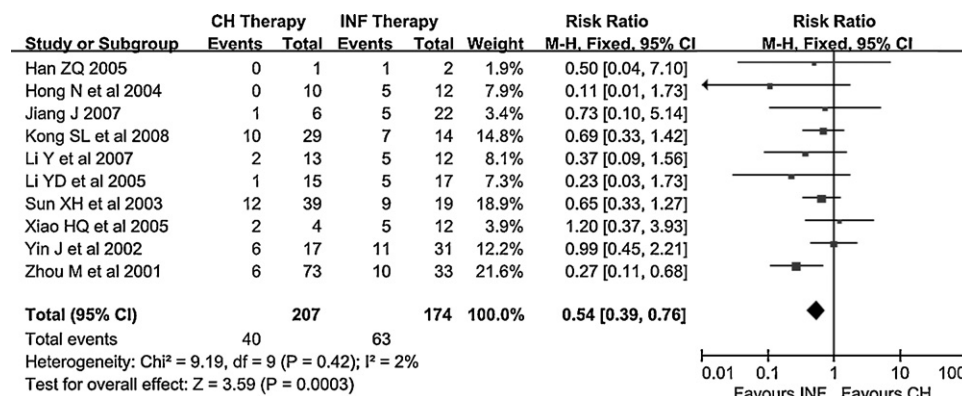 CH Therapy INF Therapy Risk Ratio Risk Ratio
Study or Subgroup Events Total Events Total Weight M-H, Fixed, 95% CI M-H, Fixed, 95% CI
Han ZQ 2005 0 1 1 2 1.9% 0.50 [0.04, 7.10]
Hong N et al 2004 0 10 5 12 7.9% 0.11 [0.01, 1.73]
Jiang J 2007 1 6 5 22 3.4% 0.73 [0.10, 5.14]
Kong SL et al 2008 10 29 7 14 14.8% 0.69 [0.33, 1.42]
Li Y et al 2007 2 13 5 12 8.1% 0.37 [0.09, 1.56]
Li YD et al 2005 1 15 5 17 7.3% 0.23 [0.03, 1.73]
Sun XH et al 2003 12 39 9 19 18.9% 0.65 [0.33, 1.27]
Xiao HQ et al 2005 2 4 5 12 3.9% 1.20 [0.37, 3.93]
Yin J et al 2002 6 17 11 31 12.2% 0.99 [0.45, 2.21]
Zhou M et al 2001 6 73 10 33 21.6% 0.27 [0.11, 0.68]
Total (95% CI) 207 174 100.0% 0.54 [0.39, 0.76]
Total events 40 63
Heterogeneity: Chi² = 9.19, df = 9 (P = 0.42); I² = 2%
Test for overall effect: Z = 3.59 (P = 0.0003)
0.01 0.1 1 10 100
Favours INF Favours CH